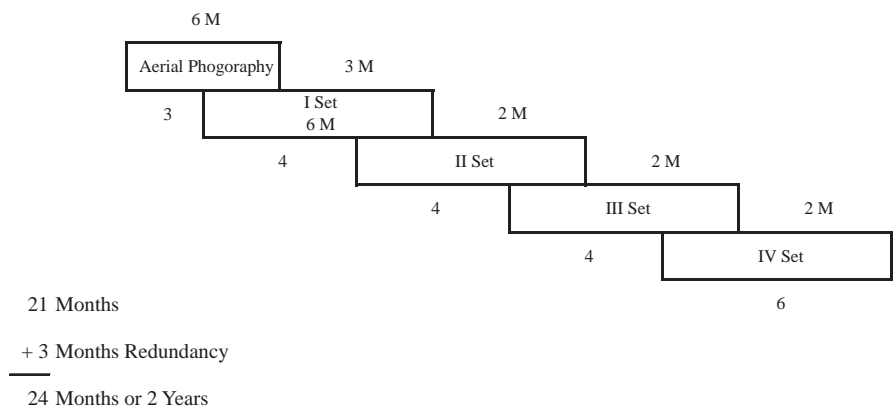 6 M
Aerial Phogoraphy
3 M
3
I Set
6 M
2 M
4
II Set
2 M
4
III Set
2 M
4
IV Set
6
21 Months
+ 3 Months Redundancy
24 Months or 2 Years